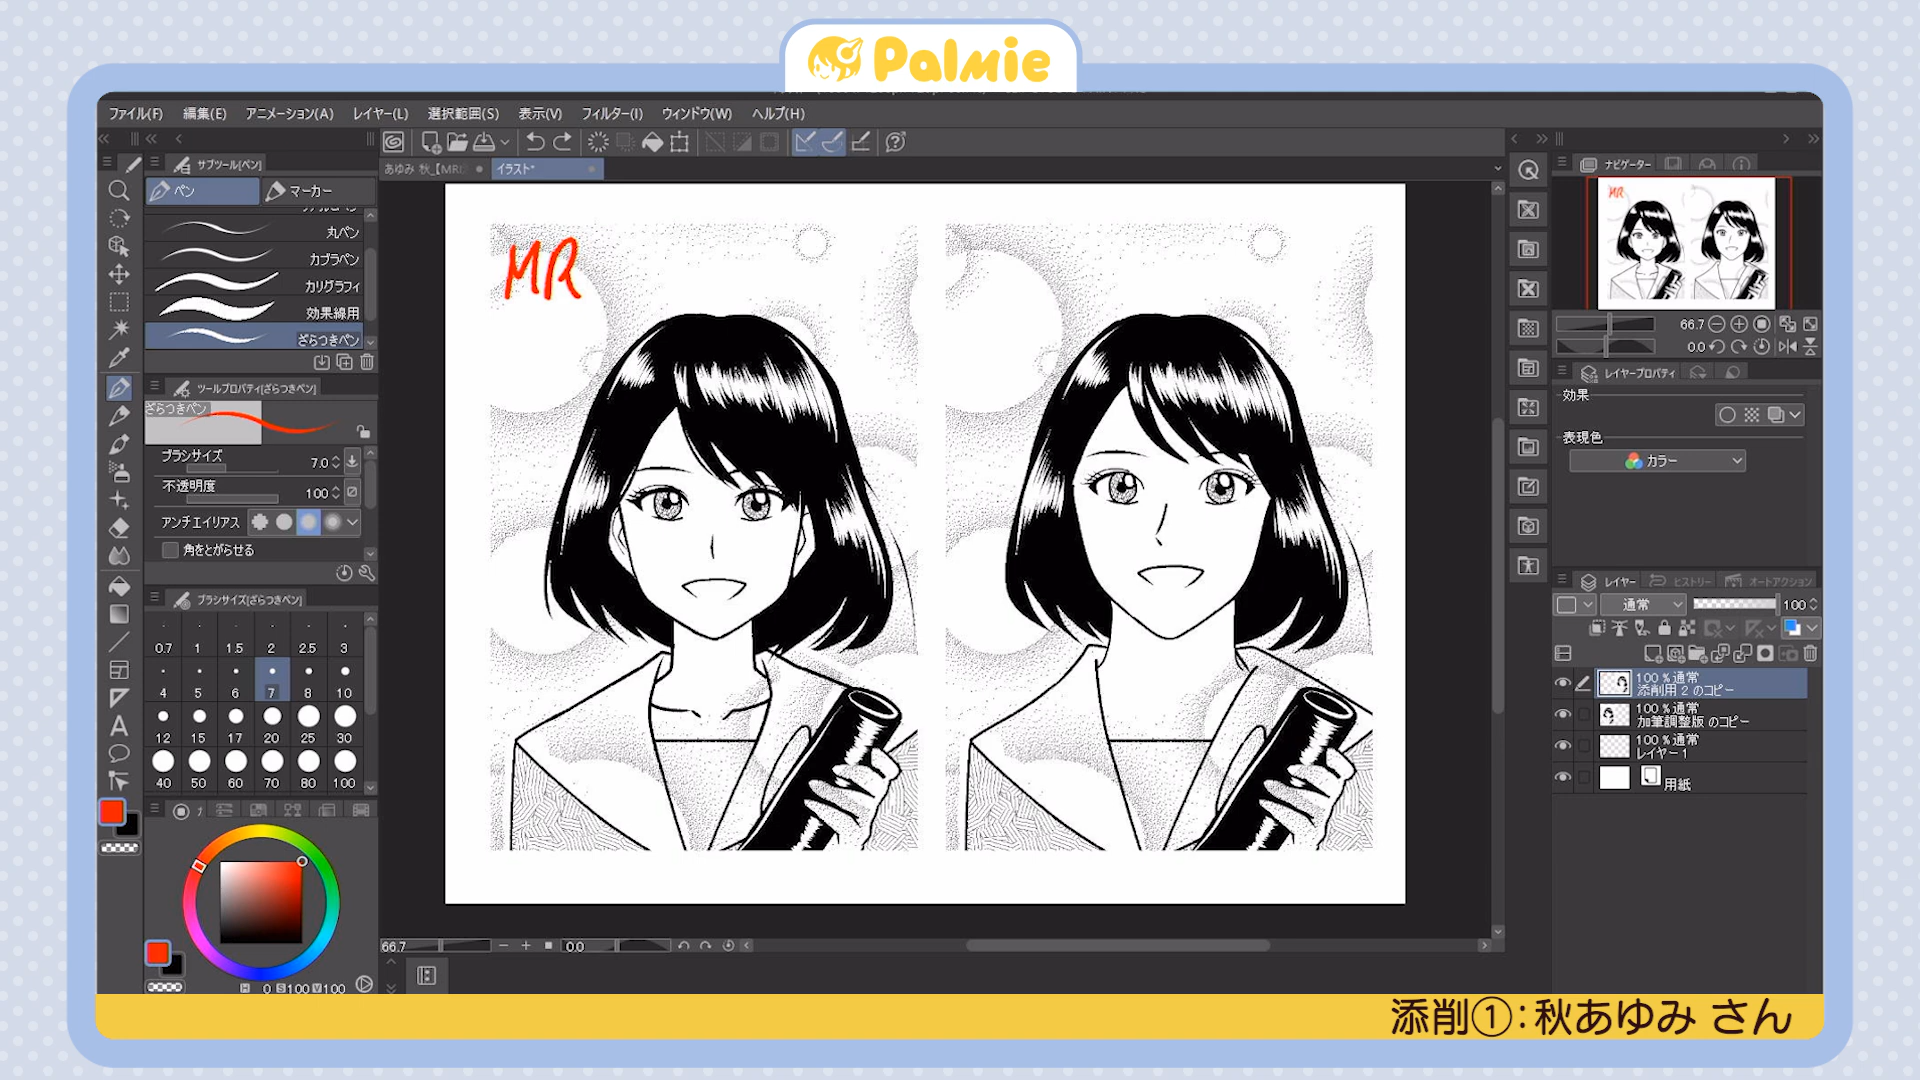 Palmie
ファイル(F) 編集(E) アニメーション(A) レイヤー(L) 選択範囲(S) 表示(V) フィルター(I) ウィンドウ(W) ヘルプ(H)
サブツール[ペン]
ペン マーカー
丸ペン
カブラペン
カリグラフィ
効果線用
ざらつきペン
ツールプロパティ[ざらつきペン]
ざらつきペン
ブラシサイズ 7.0
不透明度 100
アンチエイリアス
角をとがらせる
ブラシサイズ[ざらつきペン]
0.7 1 1.5 2 2.5 3
4 5 6 7 8 10
12 15 17 20 25 30
40 50 60 70 80 100
H 0 S 100 V 100
あゆみ 秋_【MR
イラスト*
MR
66.7 0.0
ナビゲーター
MR
66.7
0.0
レイヤープロパティ
効果
表現色
カラー
レイヤー ヒストリー オートアクション
通常 100
100 % 通常
添削用 2 のコピー
100 % 通常
加筆調整版 のコピー
100 % 通常
レイヤー 1
用紙
添削①:秋あゆみ さん